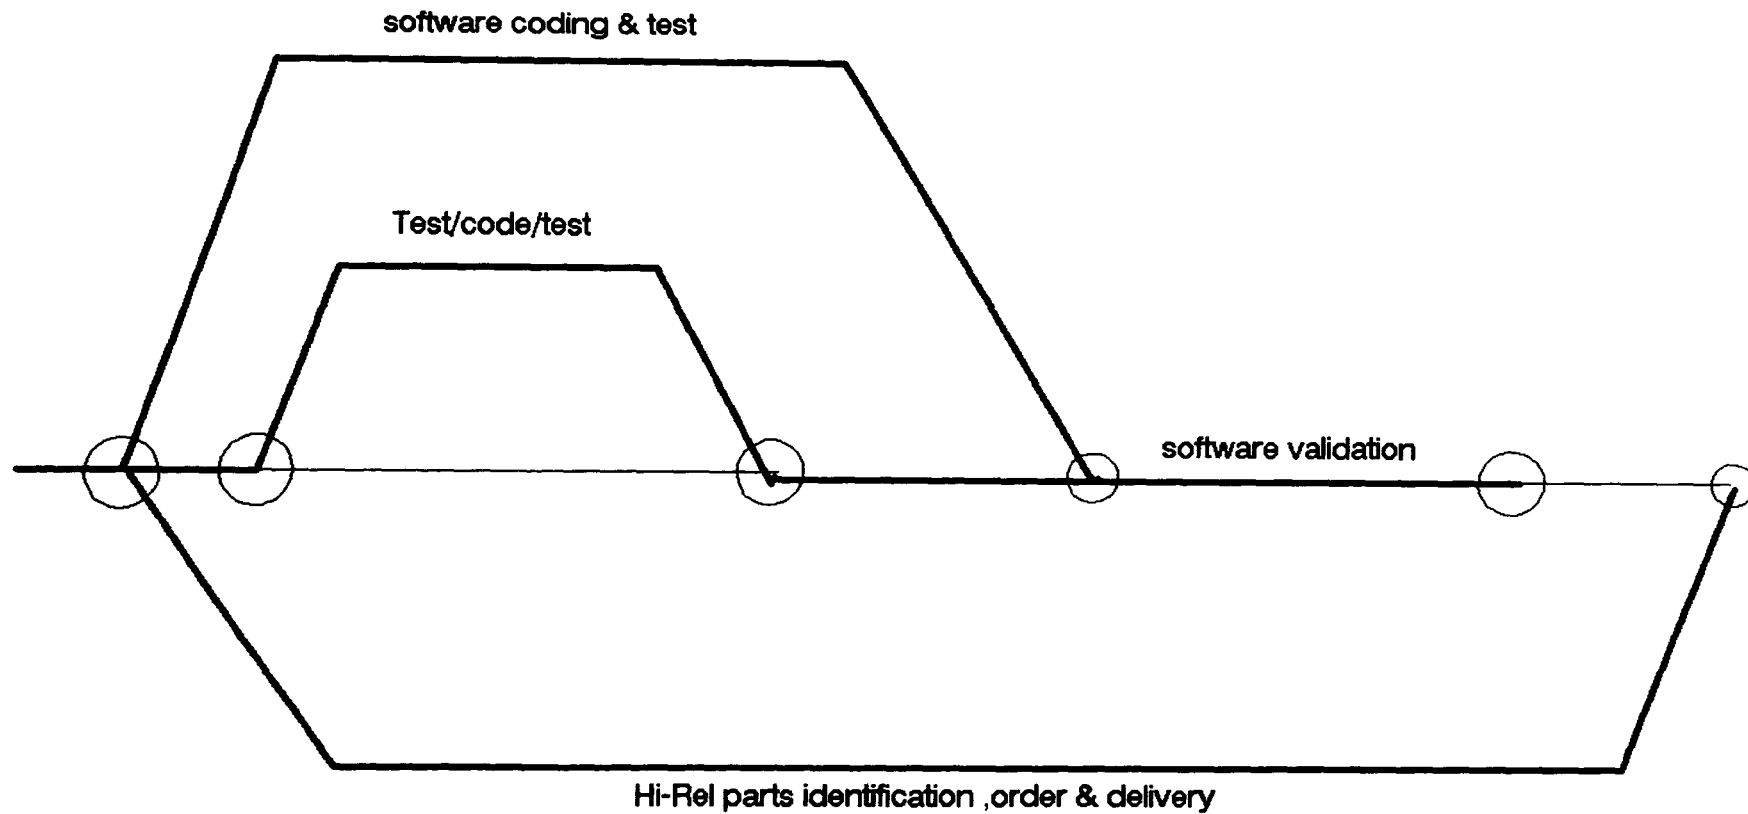 software coding & test
Test/code/test
software validation
Hi-Rel parts identification ,order & delivery